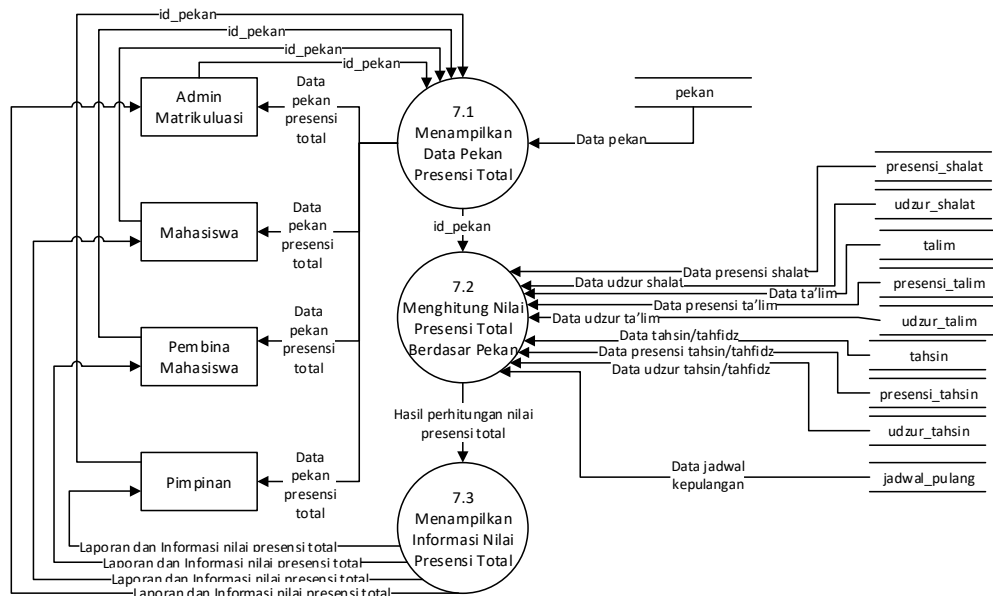 id_pekan
id_pekan
id_pekan
id_pekan
Admin
Matrikuluasi
Data
pekan
presensi
total
7.1
Menampilkan
Data Pekan
Presensi Total
pekan
Data pekan
presensi_shalat
udzur_shalat
talim
presensi_talim
udzur_talim
tahsin
presensi_tahsin
udzur_tahsin
jadwal_pulang
Mahasiswa
Data
pekan
presensi
total
id_pekan
7.2
Menghitung Nilai
Presensi Total
Berdasar Pekan
Data presensi shalat
Data udzur shalat
Data ta'lim
Data presensi ta'lim
Data udzur ta'lim
Data tahsin/tahfidz
Data presensi tahsin/tahfidz
Data udzur tahsin/tahfidz
Data jadwal
kepulangan
Pembina
Mahasiswa
Data
pekan
presensi
total
Hasil perhitungan nilai
presensi total
Pimpinan
Data
pekan
presensi
total
7.3
Menampilkan
Informasi Nilai
Presensi Total
Laporan dan Informasi nilai presensi total
Laporan dan Informasi nilai presensi total
Laporan dan Informasi nilai presensi total
Laporan dan Informasi nilai presensi total